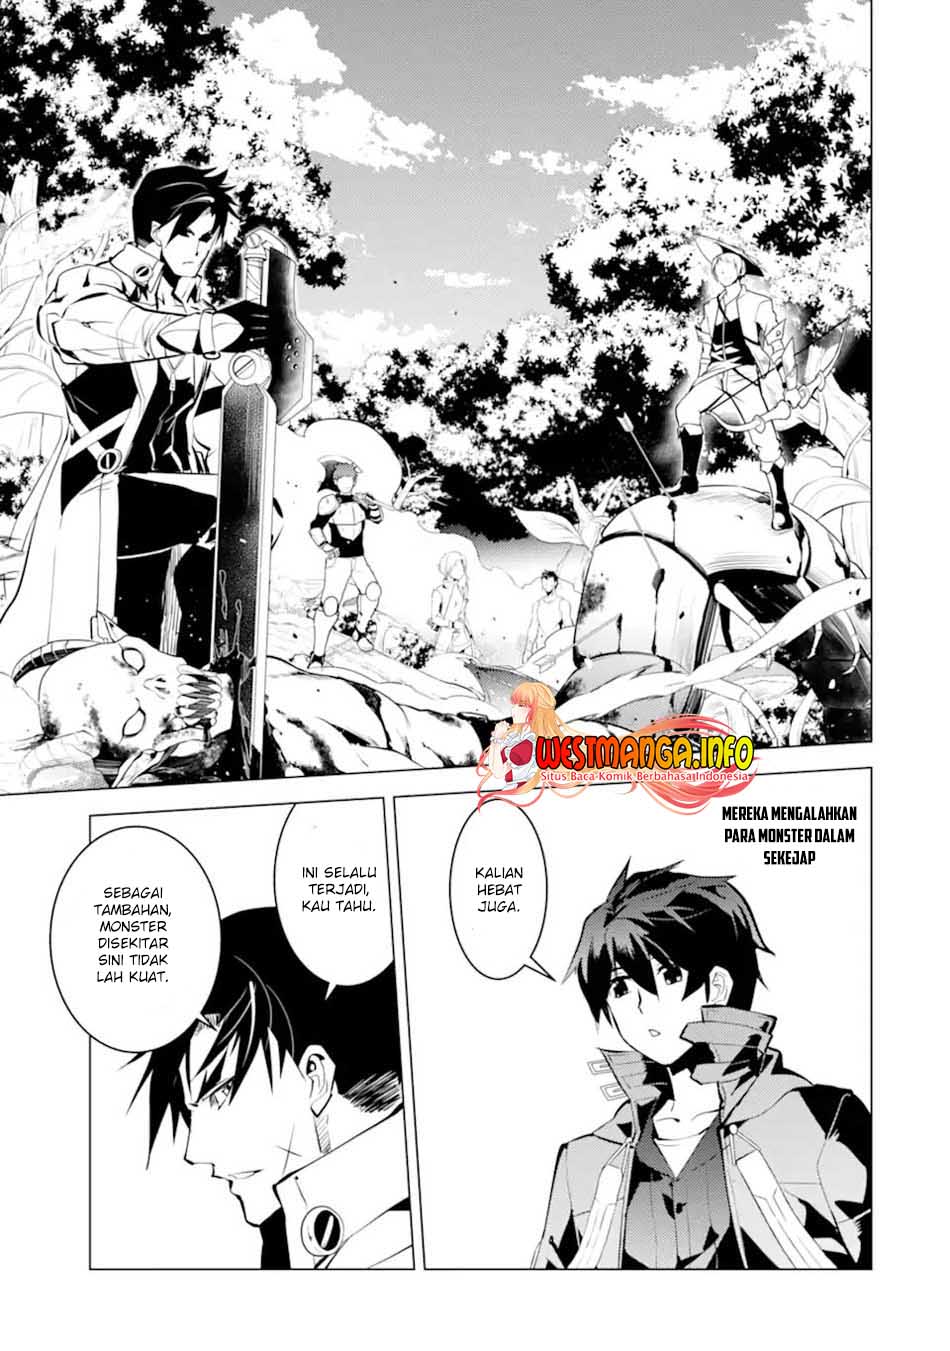 WESTMANGA.INFO
Situs Baca Komik Berbahasa Indonesia
MEREKA MENGALAHKAN
PARA MONSTER DALAM
SEKEJAP
KALIAN
HEBAT
JUGA.
INI SELALU
TERJADI,
KAU TAHU.
SEBAGAI
TAMBAHAN,
MONSTER
DISEKITAR
SINI TIDAK
LAH KUAT.